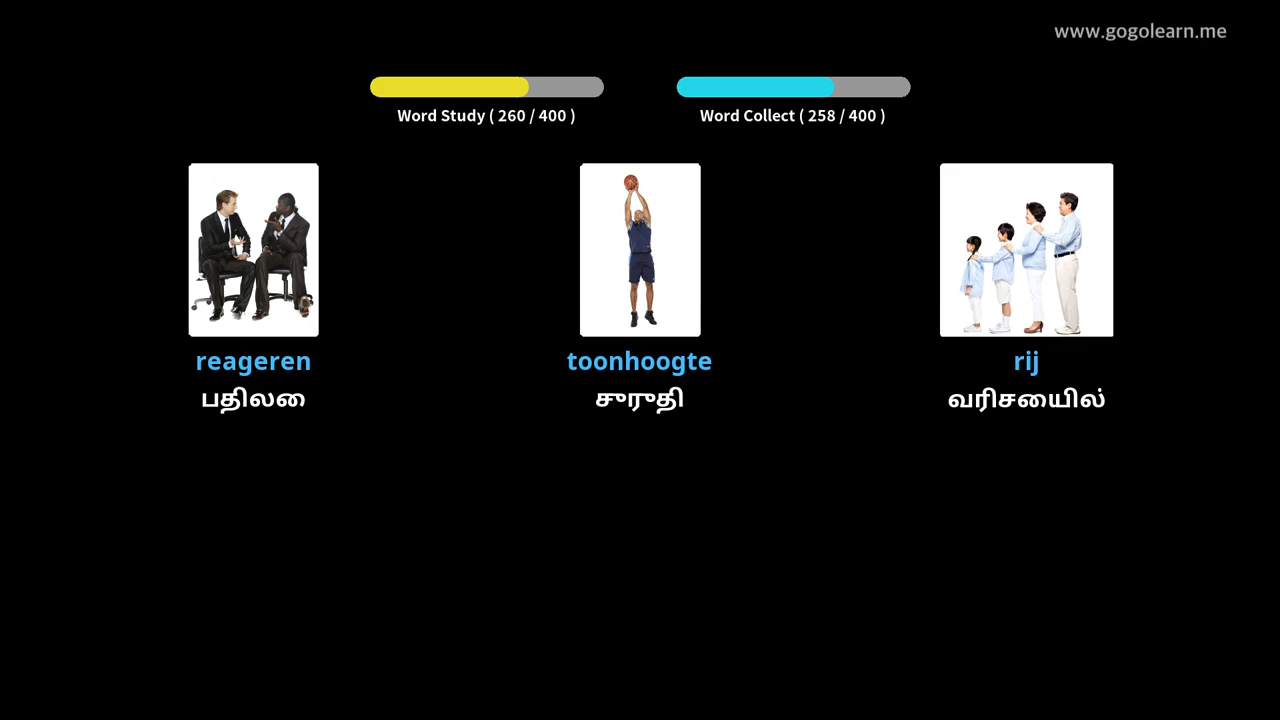 www.gogolearn.me
Word Study ( 260 / 400 )
Word Collect ( 258 / 400 )
reageren
toonhoogte
rij
பதிலை
சுருதி
வரிசையில்